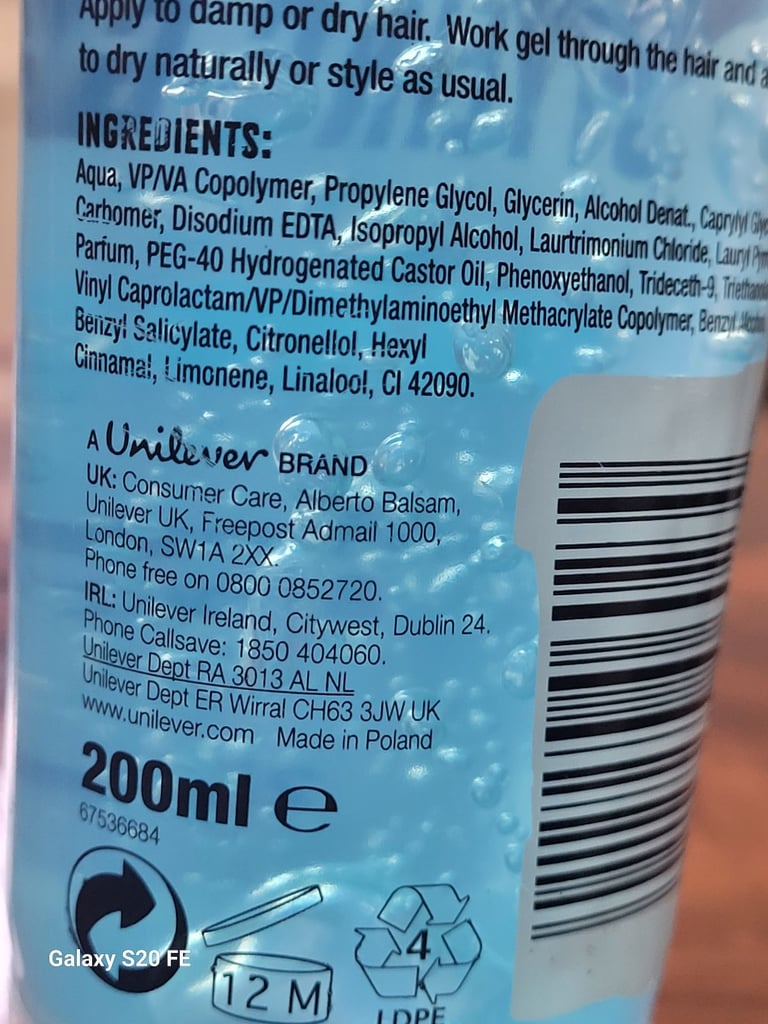 Apply to damp or dry hair. Work gel through the hair and
to dry naturally or style as usual.
INGREDIENTS:
Aqua, VP/VA Copolymer, Propylene Glycol, Glycerin, Alcohol Denat., Caprylyl
Carbomer, Disodium EDTA, Isopropyl Alcohol, Laurtrimonium Chloride, Lauryl
Parfum, PEG-40 Hydrogenated Castor Oil, Phenoxyethanol, Trideceth-9,
Vinyl Caprolactam/VP/Dimethylaminoethyl Methacrylate Copolymer, Benzyl
Benzyl Salicylate, Citronellol, Hexyl
Cinnamal, Limonene, Linalool, CI 42090.
A Unilever BRAND
UK: Consumer Care, Alberto Balsam,
Unilever UK, Freepost Admail 1000,
London, SW1A 2XX.
Phone free on 0800 0852720.
IRL: Unilever Ireland, Citywest, Dublin 24.
Phone Callsave: 1850 404060.
Unilever Dept RA 3013 AL NL
Unilever Dept ER Wirral CH63 3JW UK
www.unilever.com Made in Poland
200ml e
67536684
12 M
4
LDPE
Galaxy S20 FE